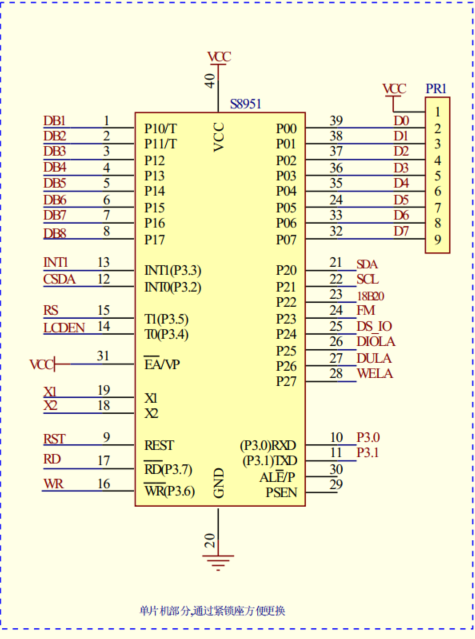 VCC
40
S8951
VCC
PR1
DB1 1 P10/T VCC P00 39 D0 1
DB2 2 P11/T P01 38 D1 2
DB3 3 P12 P02 37 D2 3
DB4 4 P13 P03 36 D3 4
DB5 5 P14 P04 35 D4 5
DB6 6 P15 P05 24 D5 6
DB7 7 P16 P06 33 D6 7
DB8 8 P17 P07 32 D7 8
9
INT1 13 INT1(P3.3) P20 21 SDA
CSDA 12 INT0(P3.2) P21 22 SCL
P22 23 18B20
RS 15 T1(P3.5) P23 24 FM
LCDEN 14 T0(P3.4) P24 25 DS_IO
P25 26 DIOLA
VCC 31 EA/VP P26 27 DULA
P27 28 WELA
X1 19 X1
X2 18 X2
RST 9 REST (P3.0)RXD 10 P3.0
RD 17 RD(P3.7) (P3.1)TXD 11 P3.1
ALE/P 30
WR 16 WR(P3.6) GND PSEN 29
20
单片机部分,通过紧锁座方便更换